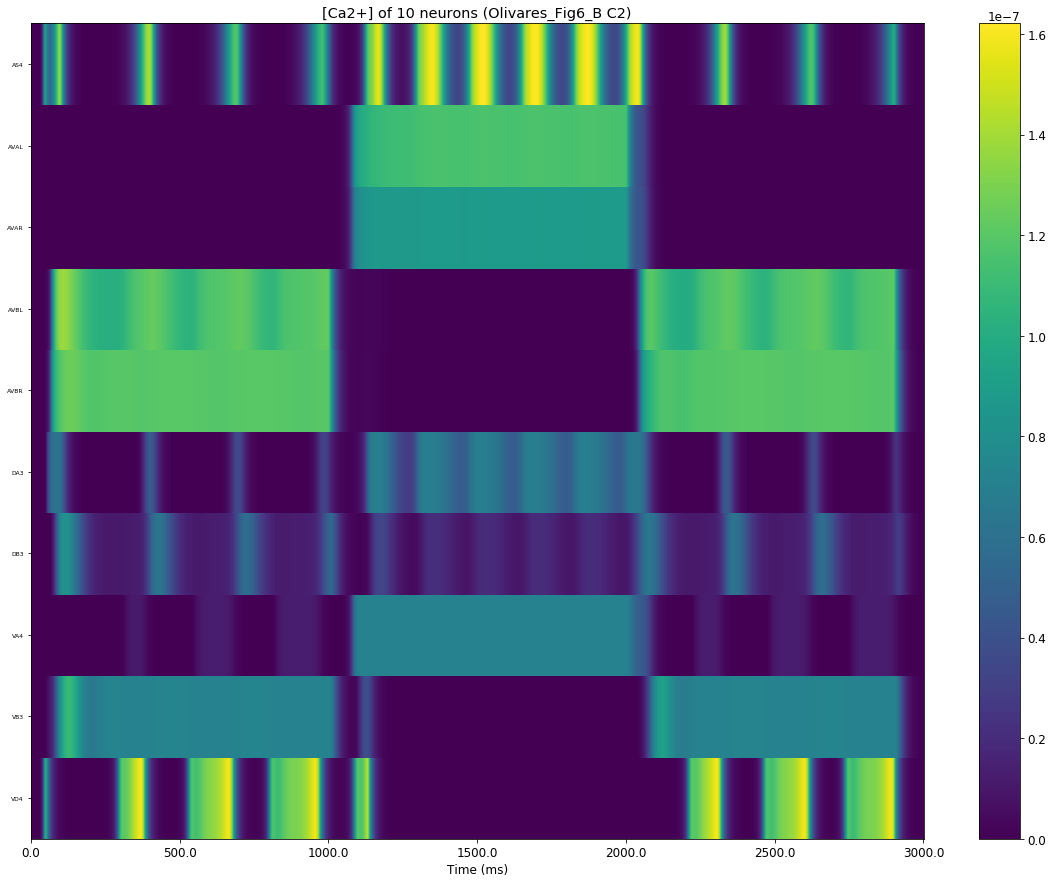 [Ca2+] of 10 neurons (Olivares_Fig6_B C2)
1e−7
AS4
AVAL
AVAR
AVBL
AVBR
DA3
DB3
VA4
VB3
VD4
0.0 500.0 1000.0 1500.0 2000.0 2500.0 3000.0
Time (ms)
1.6
1.4
1.2
1.0
0.8
0.6
0.4
0.2
0.0